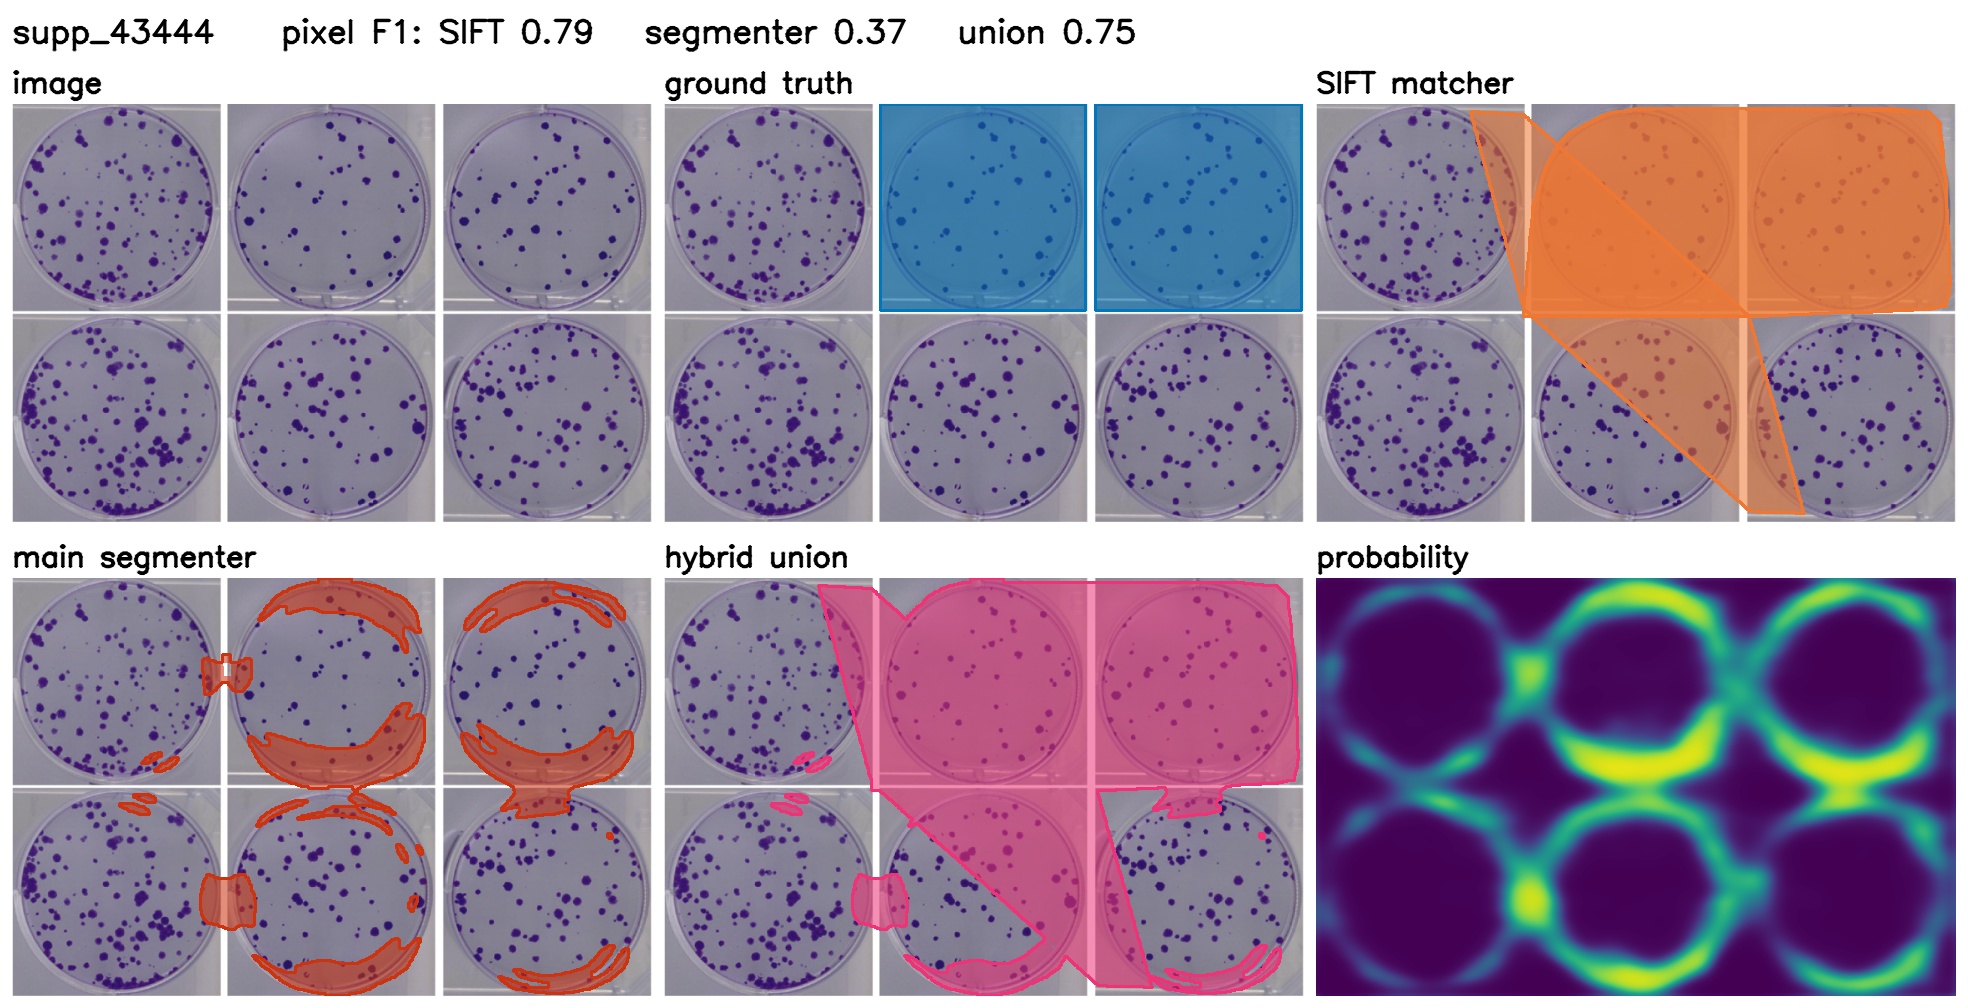 supp_43444 pixel F1: SIFT 0.79 segmenter 0.37 union 0.75
image
ground truth
SIFT matcher
main segmenter
hybrid union
probability